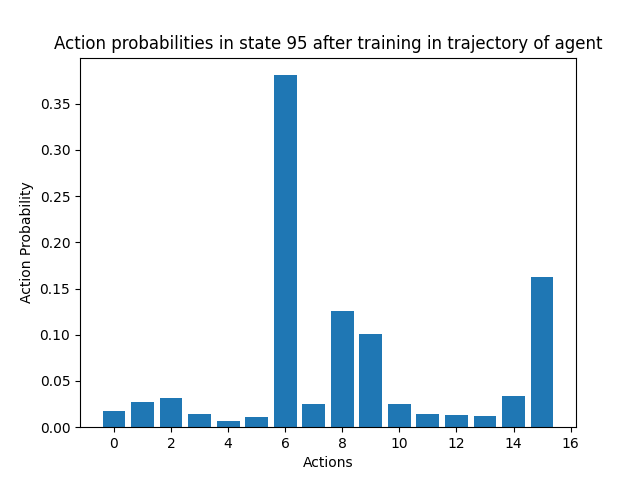 Action probabilities in state 95 after training in trajectory of agent
0.35
0.30
0.25
0.20
0.15
0.10
0.05
0.00
Action Probability
0 2 4 6 8 10 12 14 16
Actions